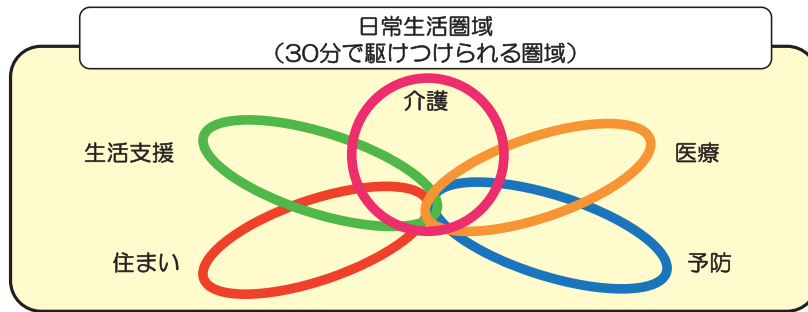 日常生活圏域
（30分で駆けつけられる圏域）
介護
生活支援
医療
住まい
予防